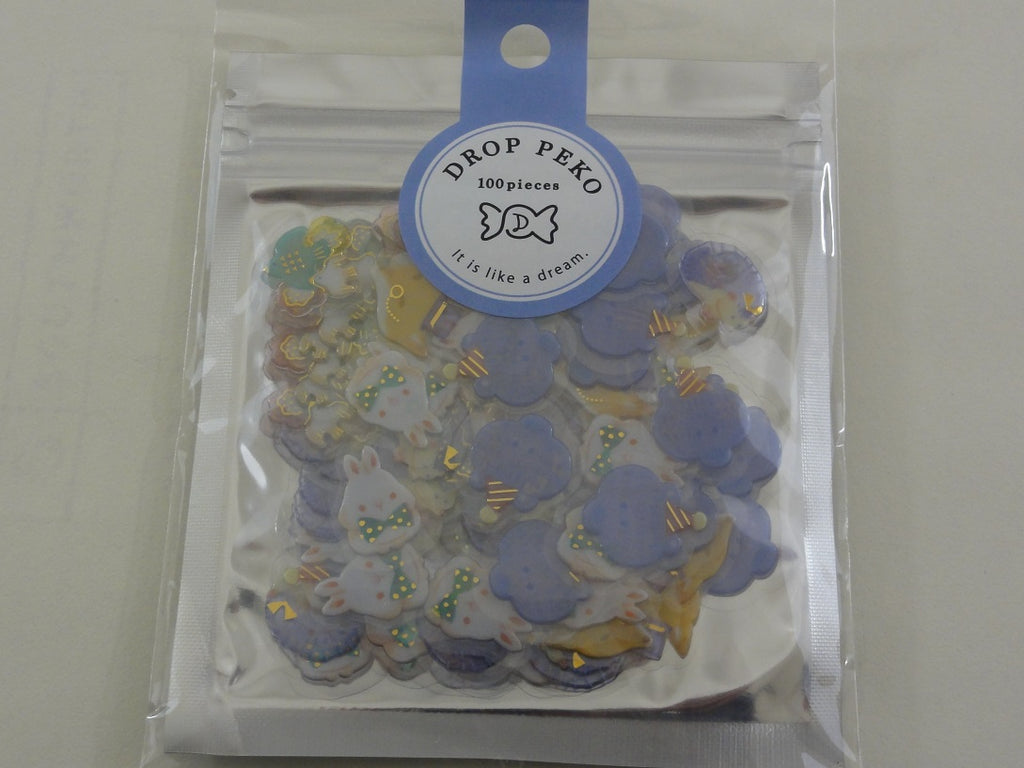 DROP PEKO
100pieces
D
It is like a dream.